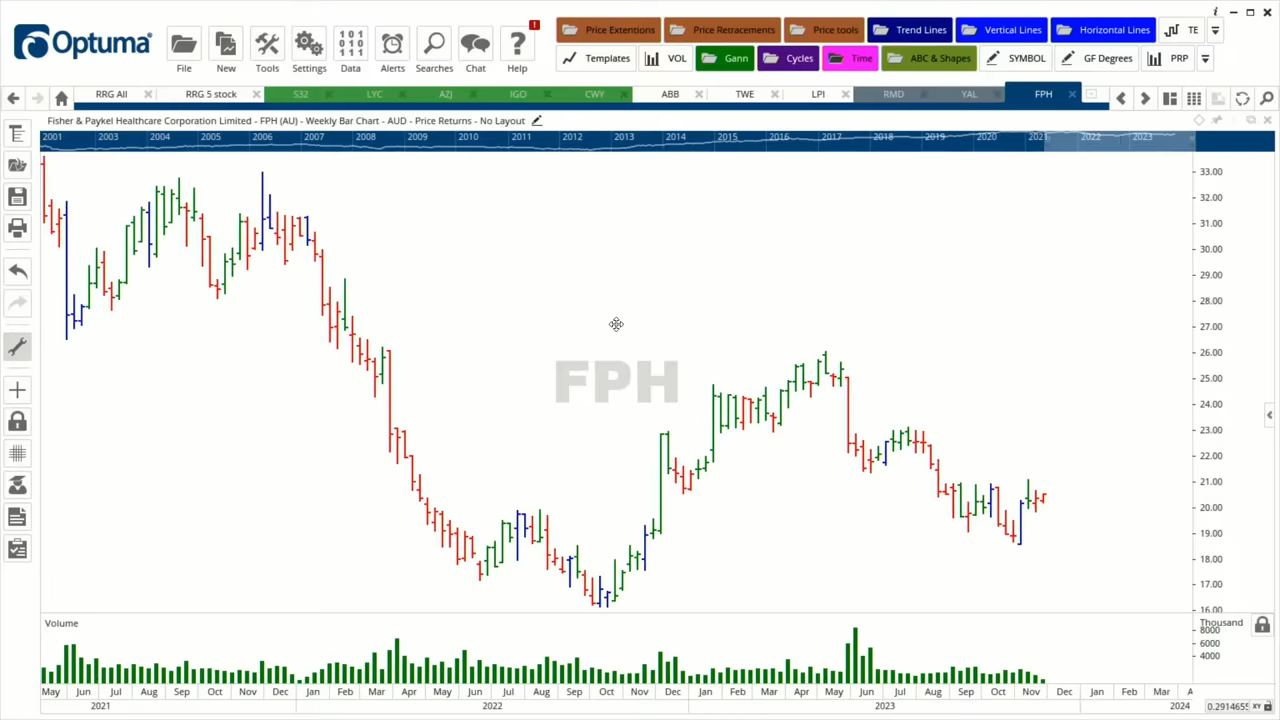 i
Optuma
File
New
Tools
Settings
Data
Alerts
Searches
Chat
Help
Price Extentions
Price Retracements
Price tools
Trend Lines
Vertical Lines
Horizontal Lines
TE
Templates
VOL
Gann
Cycles
Time
ABC & Shapes
SYMBOL
GF Degrees
PRP
RRG All
RRG 5 stock
S32
LYC
AZJ
IGO
CWY
ABB
TWE
LPI
RMD
YAL
FPH
Fisher & Paykel Healthcare Corporation Limited - FPH (AU) - Weekly Bar Chart - AUD - Price Returns - No Layout
2001 2003 2004 2005 2006 2007 2008 2009 2010 2011 2012 2013 2014 2015 2016 2017 2018 2019 2020 2021 2022 2023
33.00
32.00
31.00
30.00
29.00
28.00
27.00
26.00
25.00
24.00
23.00
22.00
21.00
20.00
19.00
18.00
17.00
16.00
FPH
Volume
Thousand
8000
6000
4000
May Jun Jul Aug Sep Oct Nov Dec Jan Feb Mar Apr May Jun Jul Aug Sep Oct Nov Dec Jan Feb Mar Apr May Jun Jul Aug Sep Oct Nov Dec Jan Feb Mar A
2021 2022 2023 2024
0.2914655 XY